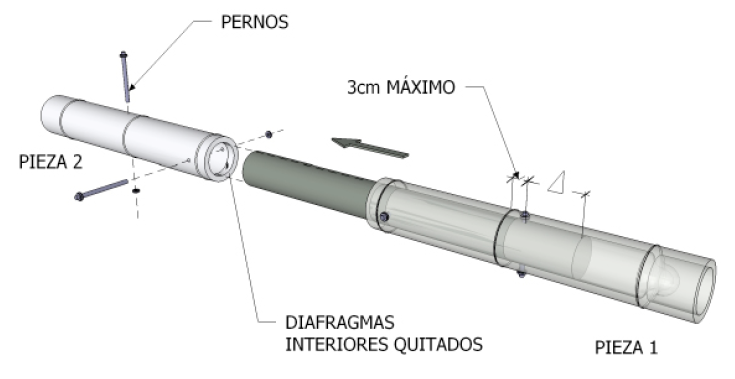 PERNOS
3cm MÁXIMO
PIEZA 2
DIAFRAGMAS
INTERIORES QUITADOS
PIEZA 1